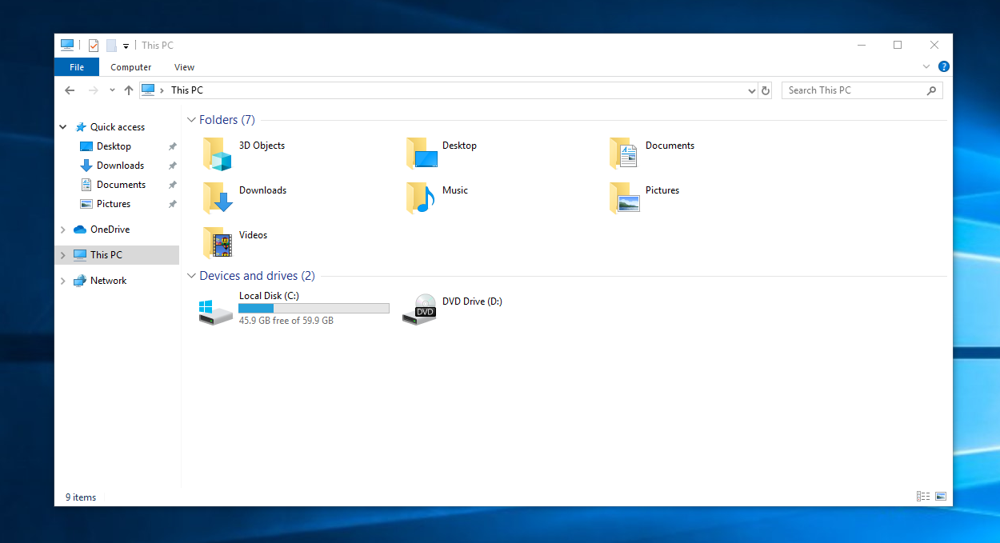 This PC
File Computer View ?
This PC
Search This PC
Quick access
Desktop
Downloads
Documents
Pictures
OneDrive
This PC
Network
Folders (7)
3D Objects
Desktop
Documents
Downloads
Music
Pictures
Videos
Devices and drives (2)
Local Disk (C:)
45.9 GB free of 59.9 GB
DVD
DVD Drive (D:)
9 items